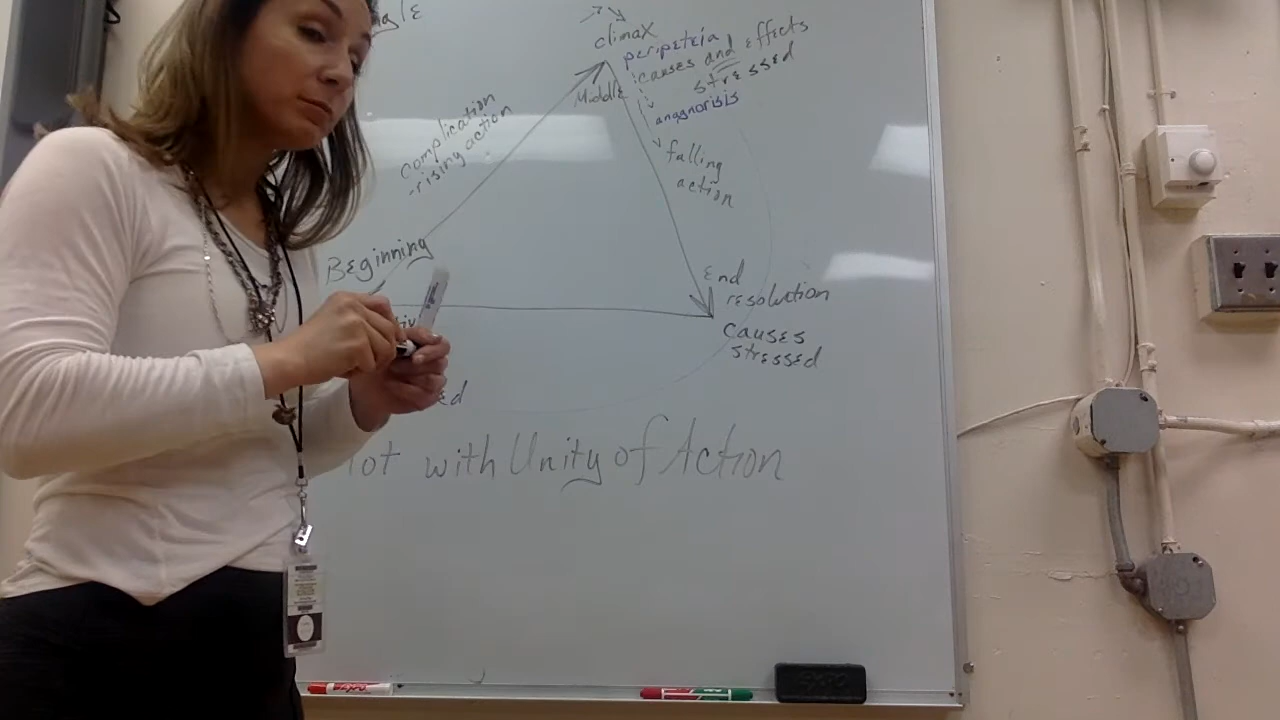 climax
peripeteia,
causes and effects
stressed
Middle
anagnorisis
complication
-rising action
falling
action
Beginning
End
resolution
causes
stressed
with Unity of Action
EXPO